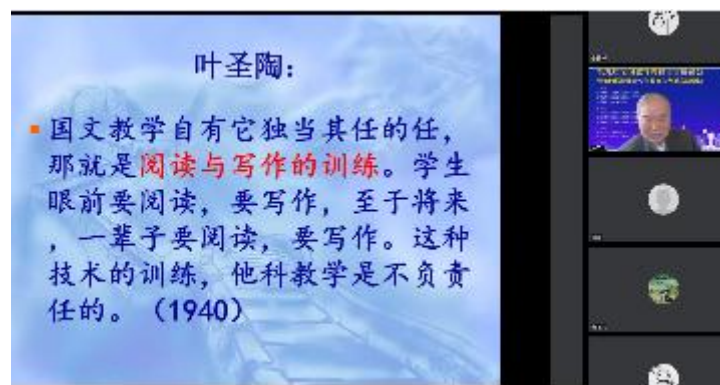 叶圣陶：
国文教学自有它独当其任的任，
那就是阅读与写作的训练。学生
眼前要阅读，要写作，至于将来
，一辈子要阅读，要写作。这种
技术的训练，他科教学是不负责
任的。（1940）